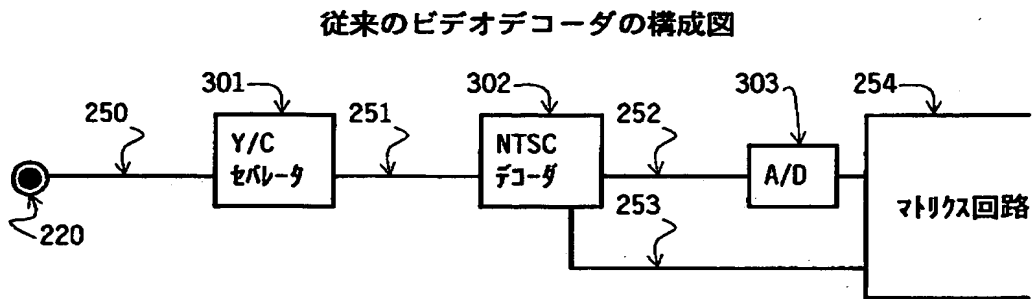 従来のビデオデコーダの構成図
301
302
303
254
250
251
252
Y/C
セパレータ
NTSC
デコーダ
A/D
マトリクス回路
253
220